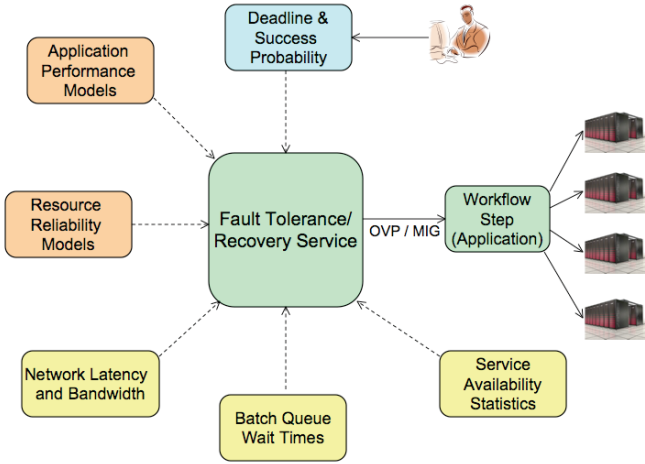 Deadline &
Success
Probability
Application
Performance
Models
Resource
Reliability
Models
Fault Tolerance/
Recovery Service
OVP / MIG
Workflow
Step
(Application)
Network Latency
and Bandwidth
Batch Queue
Wait Times
Service
Availability
Statistics